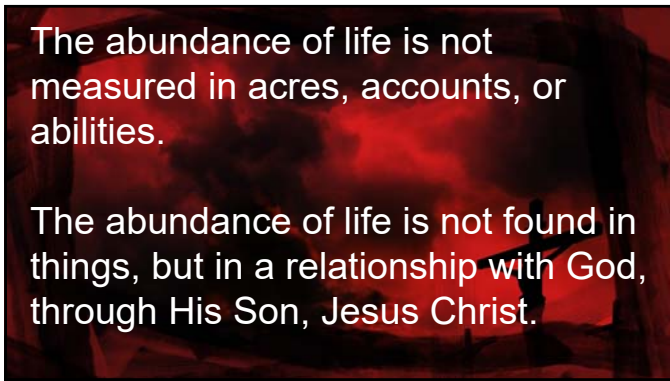 The abundance of life is not
measured in acres, accounts, or
abilities.
The abundance of life is not found in
things, but in a relationship with God,
through His Son, Jesus Christ.